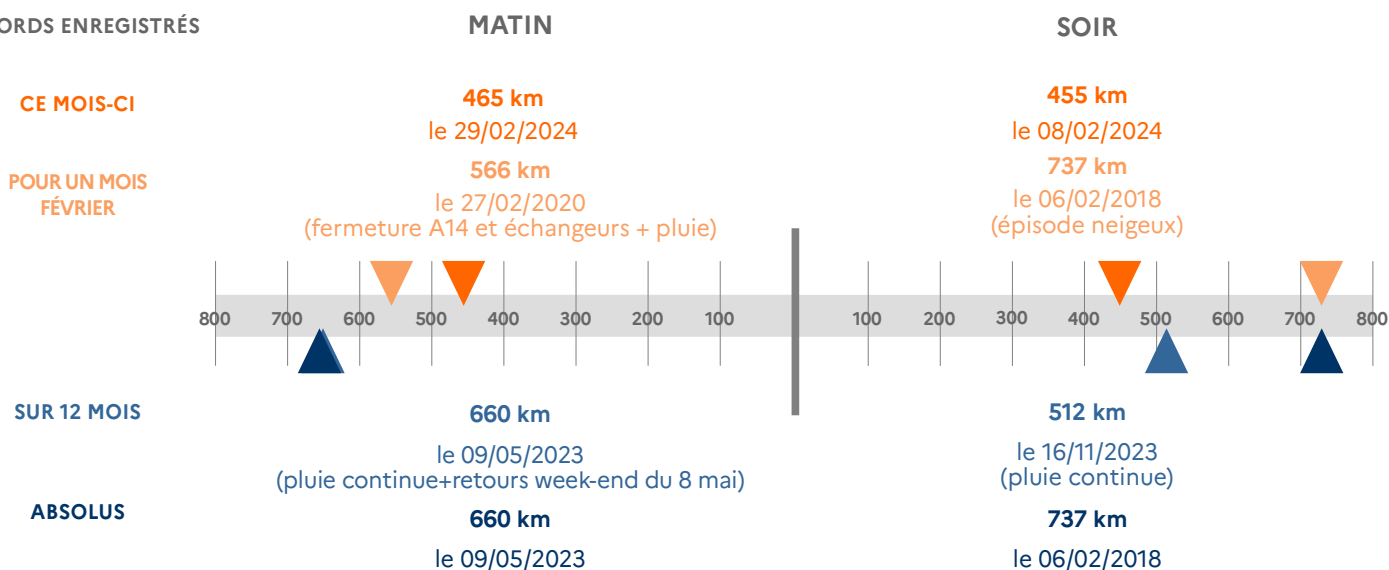 ORDS ENREGISTRÉS
MATIN
SOIR
CE MOIS-CI
465 km
le 29/02/2024
455 km
le 08/02/2024
POUR UN MOIS
FÉVRIER
566 km
le 27/02/2020
(fermeture A14 et échangeurs + pluie)
737 km
le 06/02/2018
(épisode neigeux)
800 700 600 500 400 300 200 100 100 200 300 400 500 600 700 800
SUR 12 MOIS
660 km
le 09/05/2023
(pluie continue+retours week-end du 8 mai)
512 km
le 16/11/2023
(pluie continue)
ABSOLUS
660 km
le 09/05/2023
737 km
le 06/02/2018